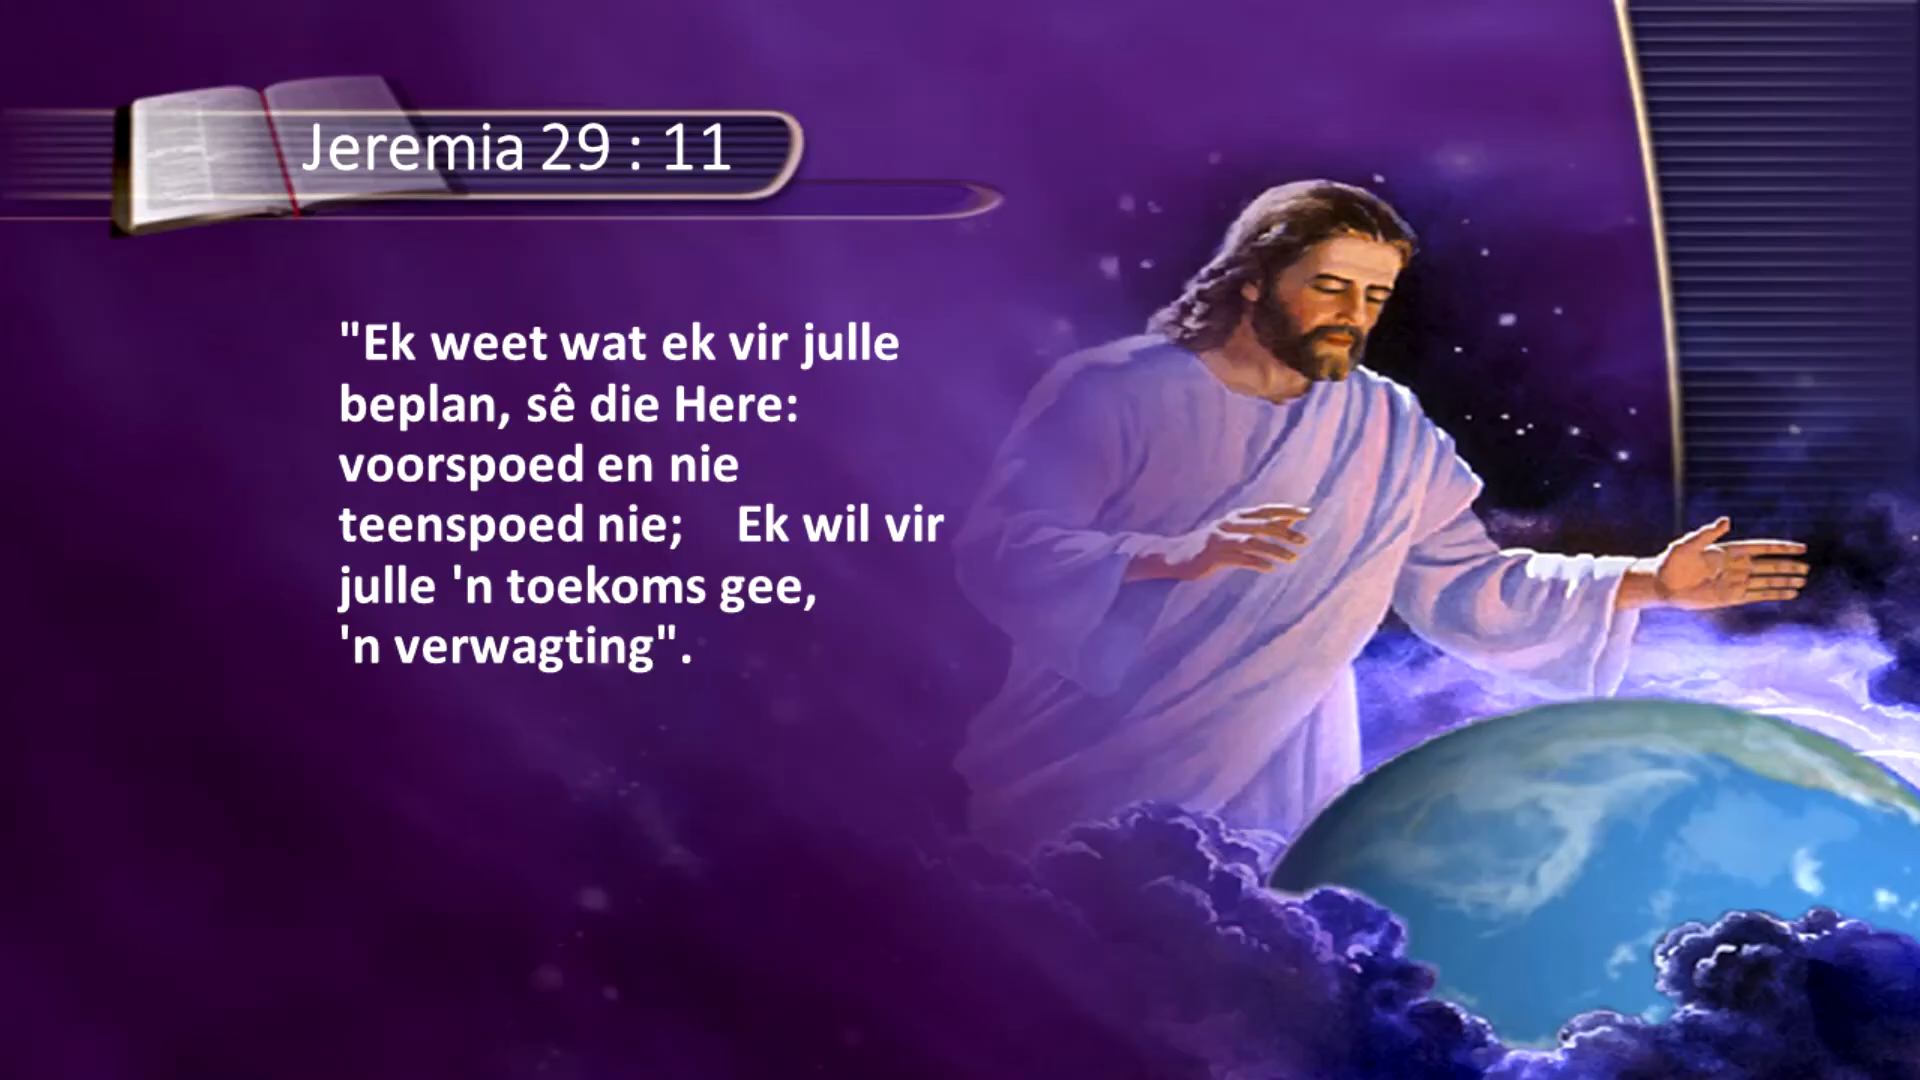 Jeremia 29 : 11
"Ek weet wat ek vir julle
beplan, sê die Here:
voorspoed en nie
teenspoed nie;    Ek wil vir
julle 'n toekoms gee,
'n verwagting".